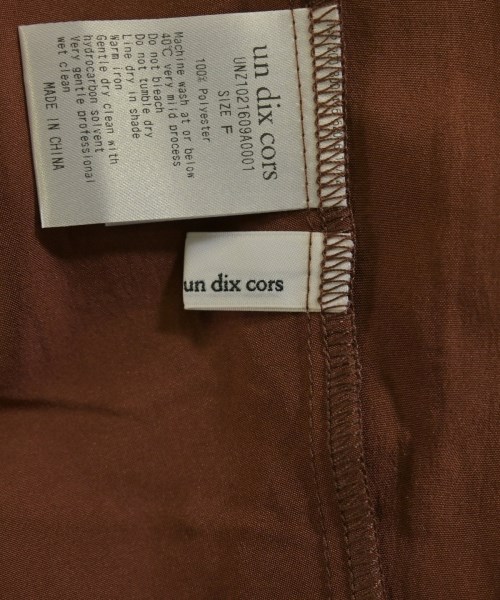 un dix cors
UNZ1021609A0001
SIZE F
100% Polyester
Machine wash at or below
40℃ very mild process
Do not bleach
Do not tumble dry
Line dry in shade
Warm iron
Gentle dry clean with
hydrocarbon solvent
Very gentle professional
wet clean
MADE IN CHINA
un dix cors